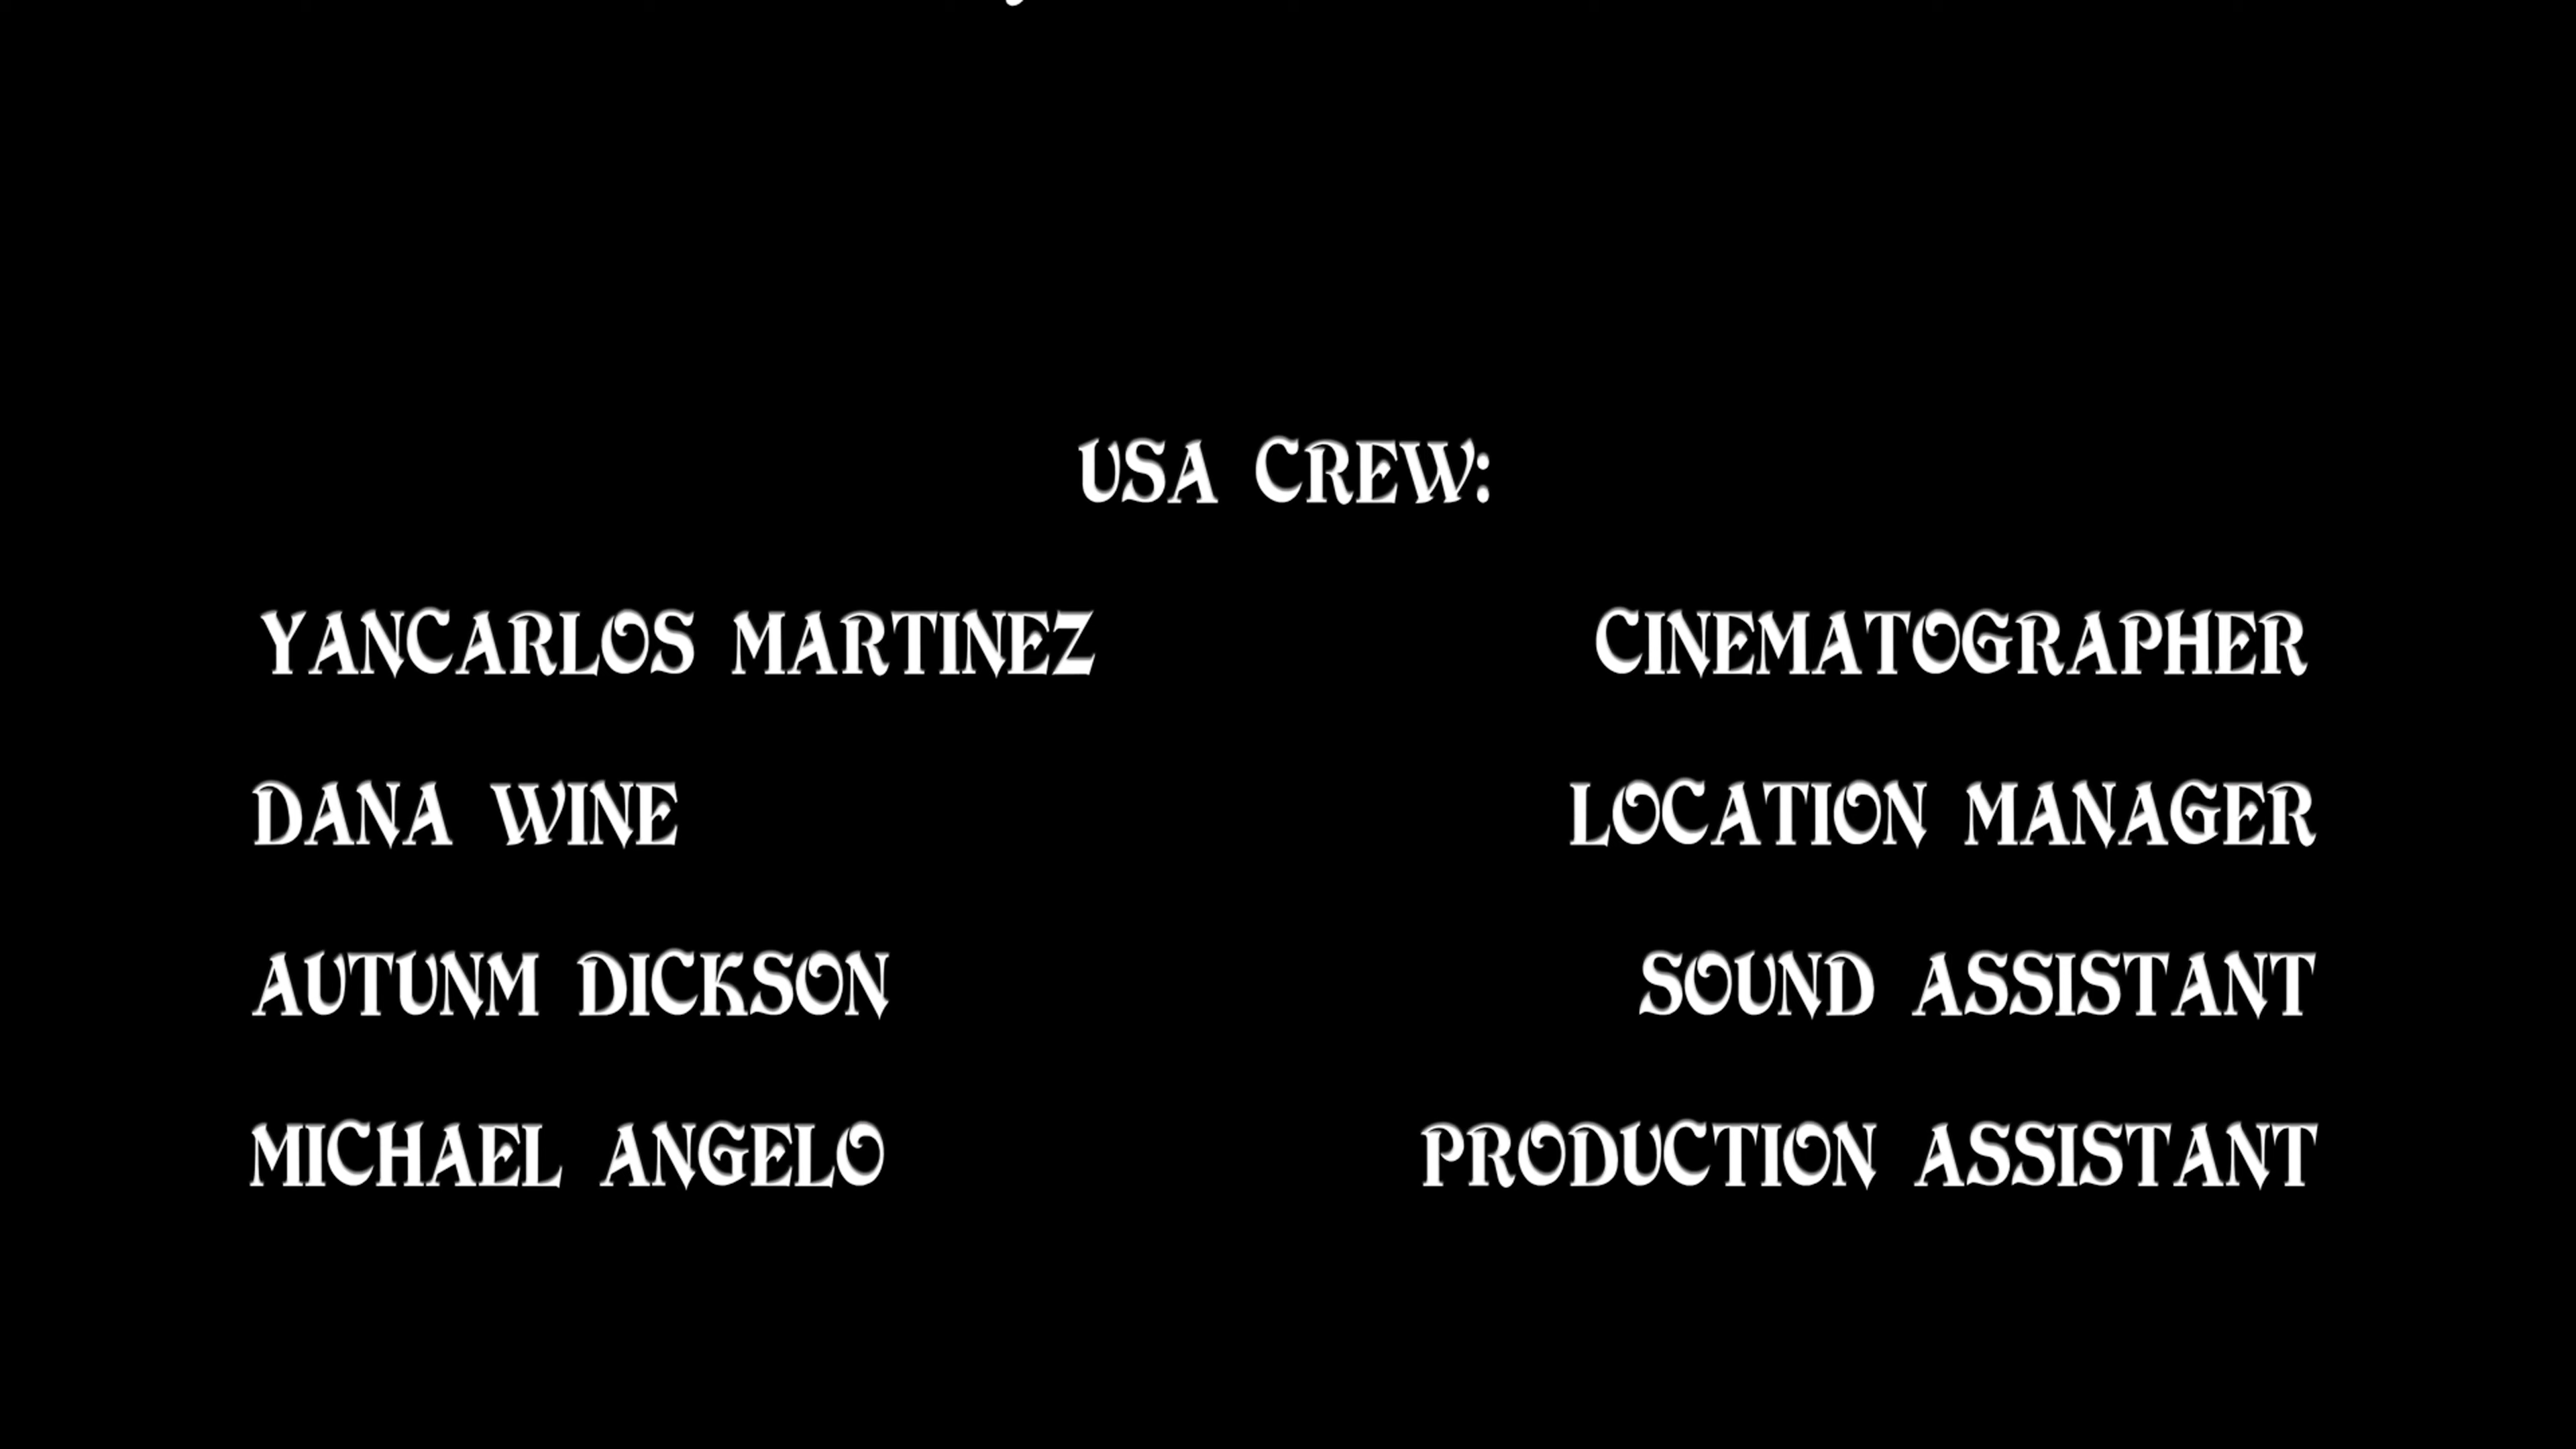 USA CREW:
YANCARLOS MARTINEZ CINEMATOGRAPHER
DANA WINE LOCATION MANAGER
AUTUNM DICKSON SOUND ASSISTANT
MICHAEL ANGELO PRODUCTION ASSISTANT